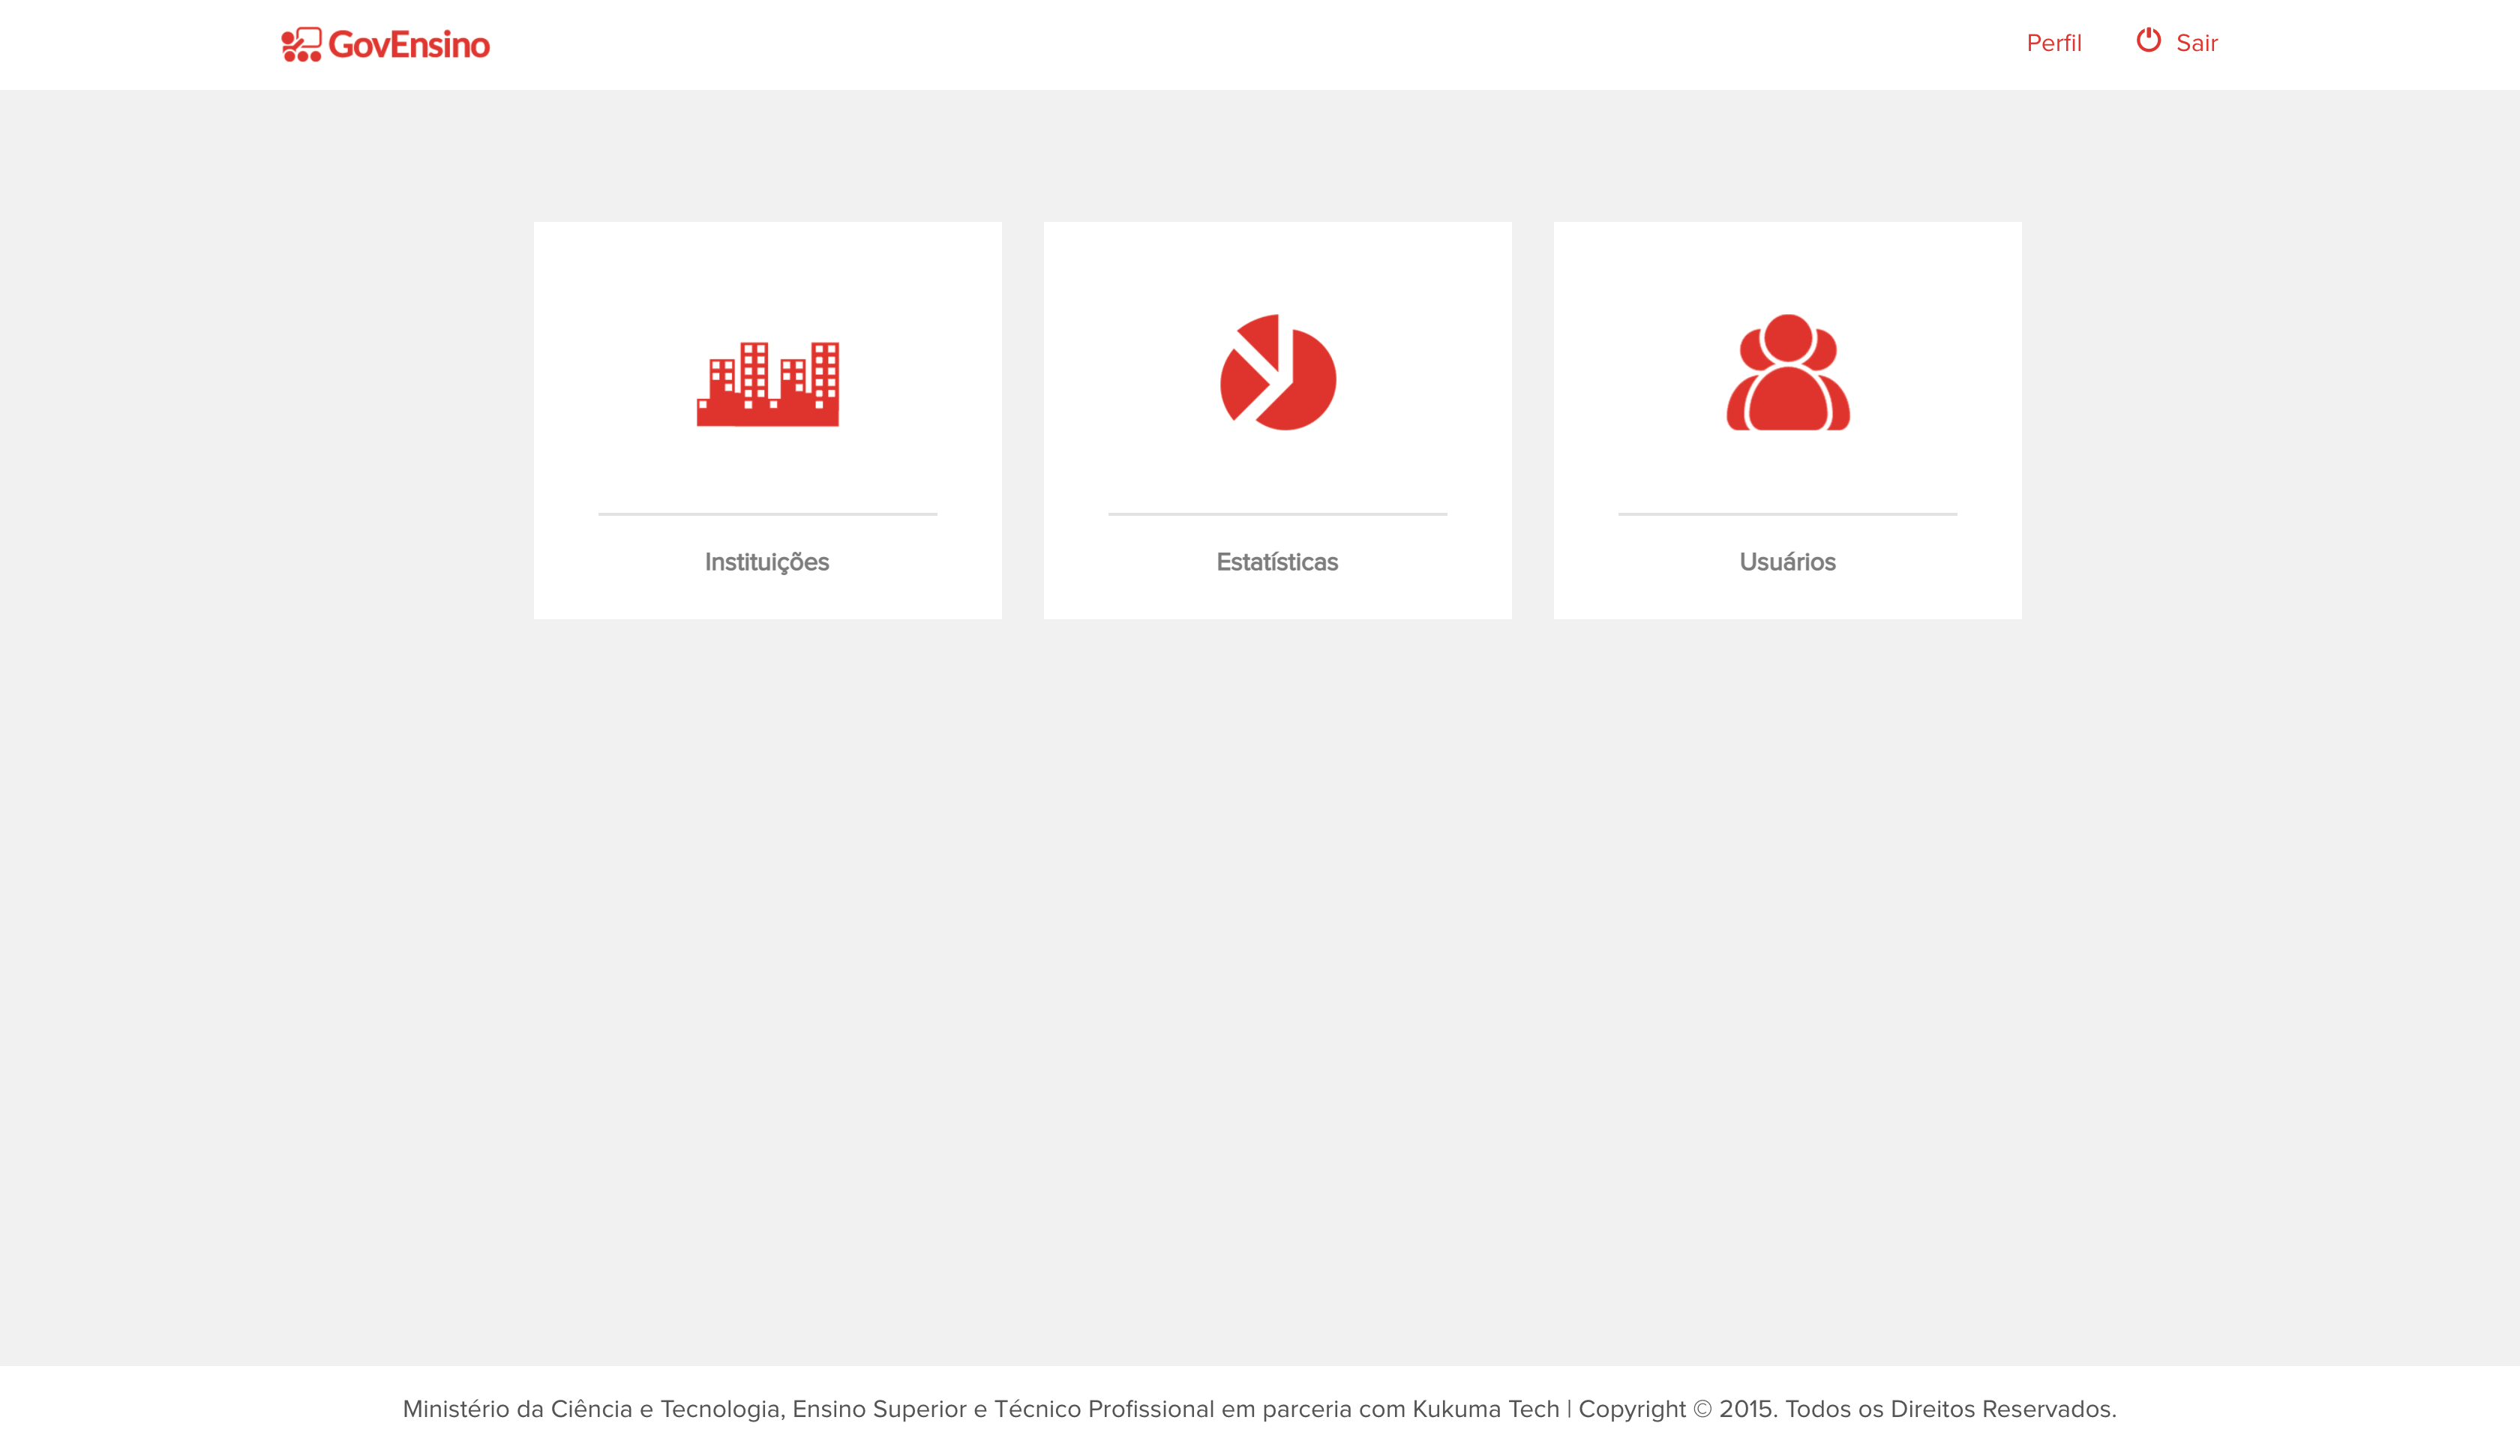 GovEnsino
Perfil
Sair
Instituições
Estatísticas
Usuários
Ministério da Ciência e Tecnologia, Ensino Superior e Técnico Profissional em parceria com Kukuma Tech | Copyright © 2015. Todos os Direitos Reservados.